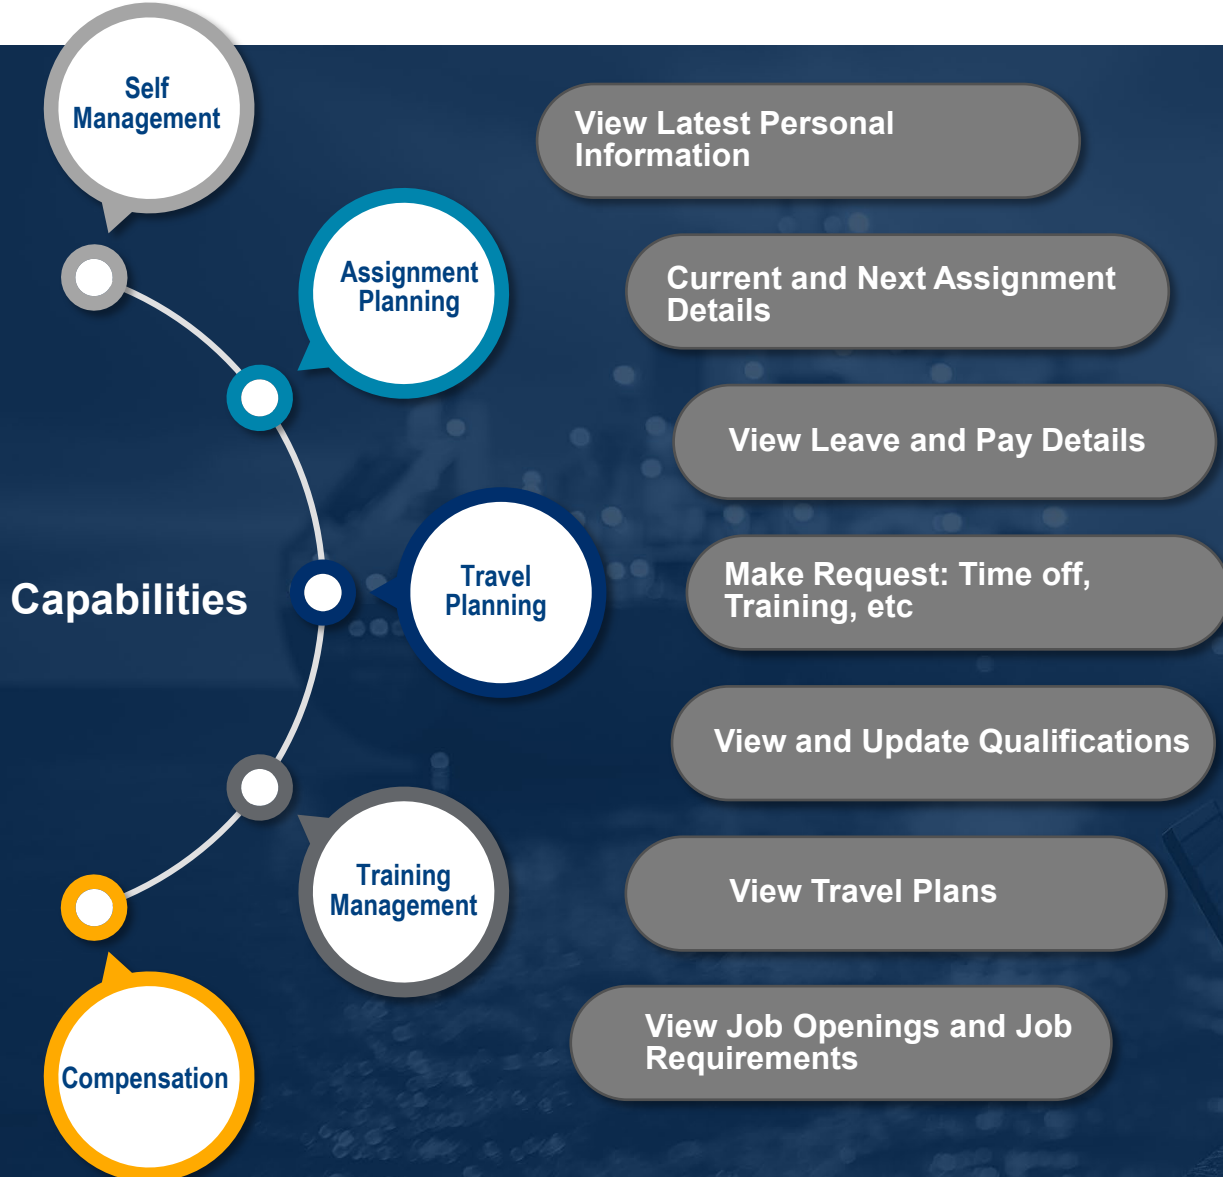 Self
Management
Assignment
Planning
Capabilities
Travel
Planning
Training
Management
Compensation
View Latest Personal
Information
Current and Next Assignment
Details
View Leave and Pay Details
Make Request: Time off,
Training, etc
View and Update Qualifications
View Travel Plans
View Job Openings and Job
Requirements